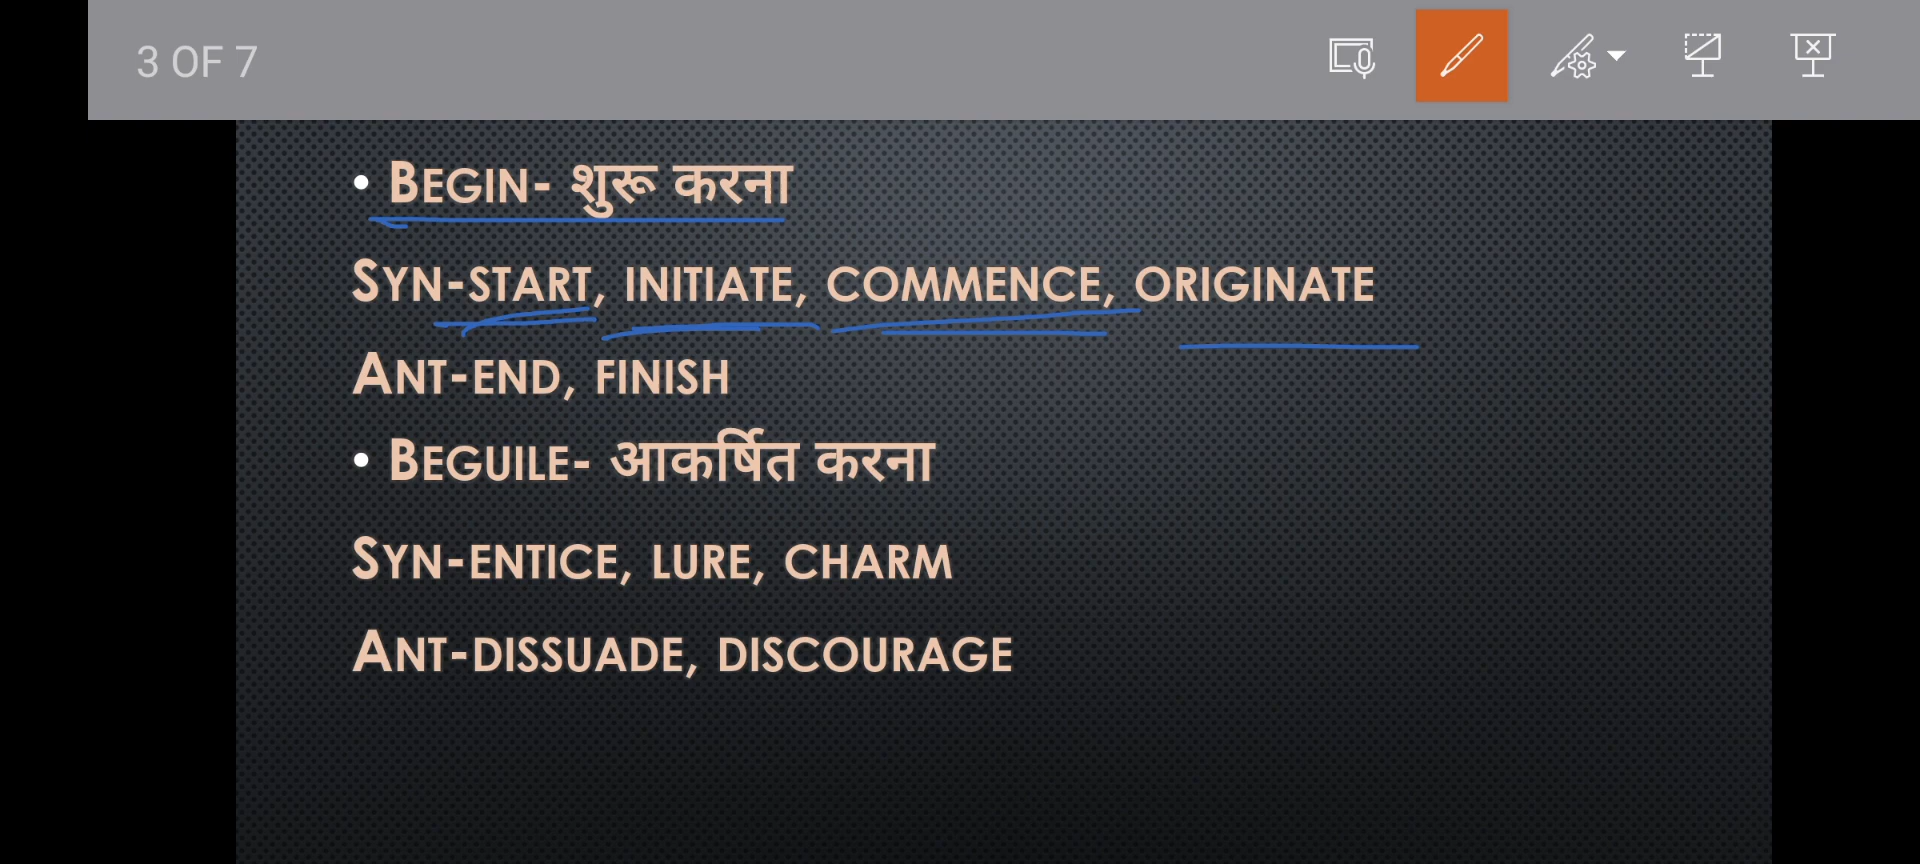 3 OF 7
• BEGIN- शुरू करना
SYN-START, INITIATE, COMMENCE, ORIGINATE
ANT-END, FINISH
• BEGUILE- आकर्षित करना
SYN-ENTICE, LURE, CHARM
ANT-DISSUADE, DISCOURAGE